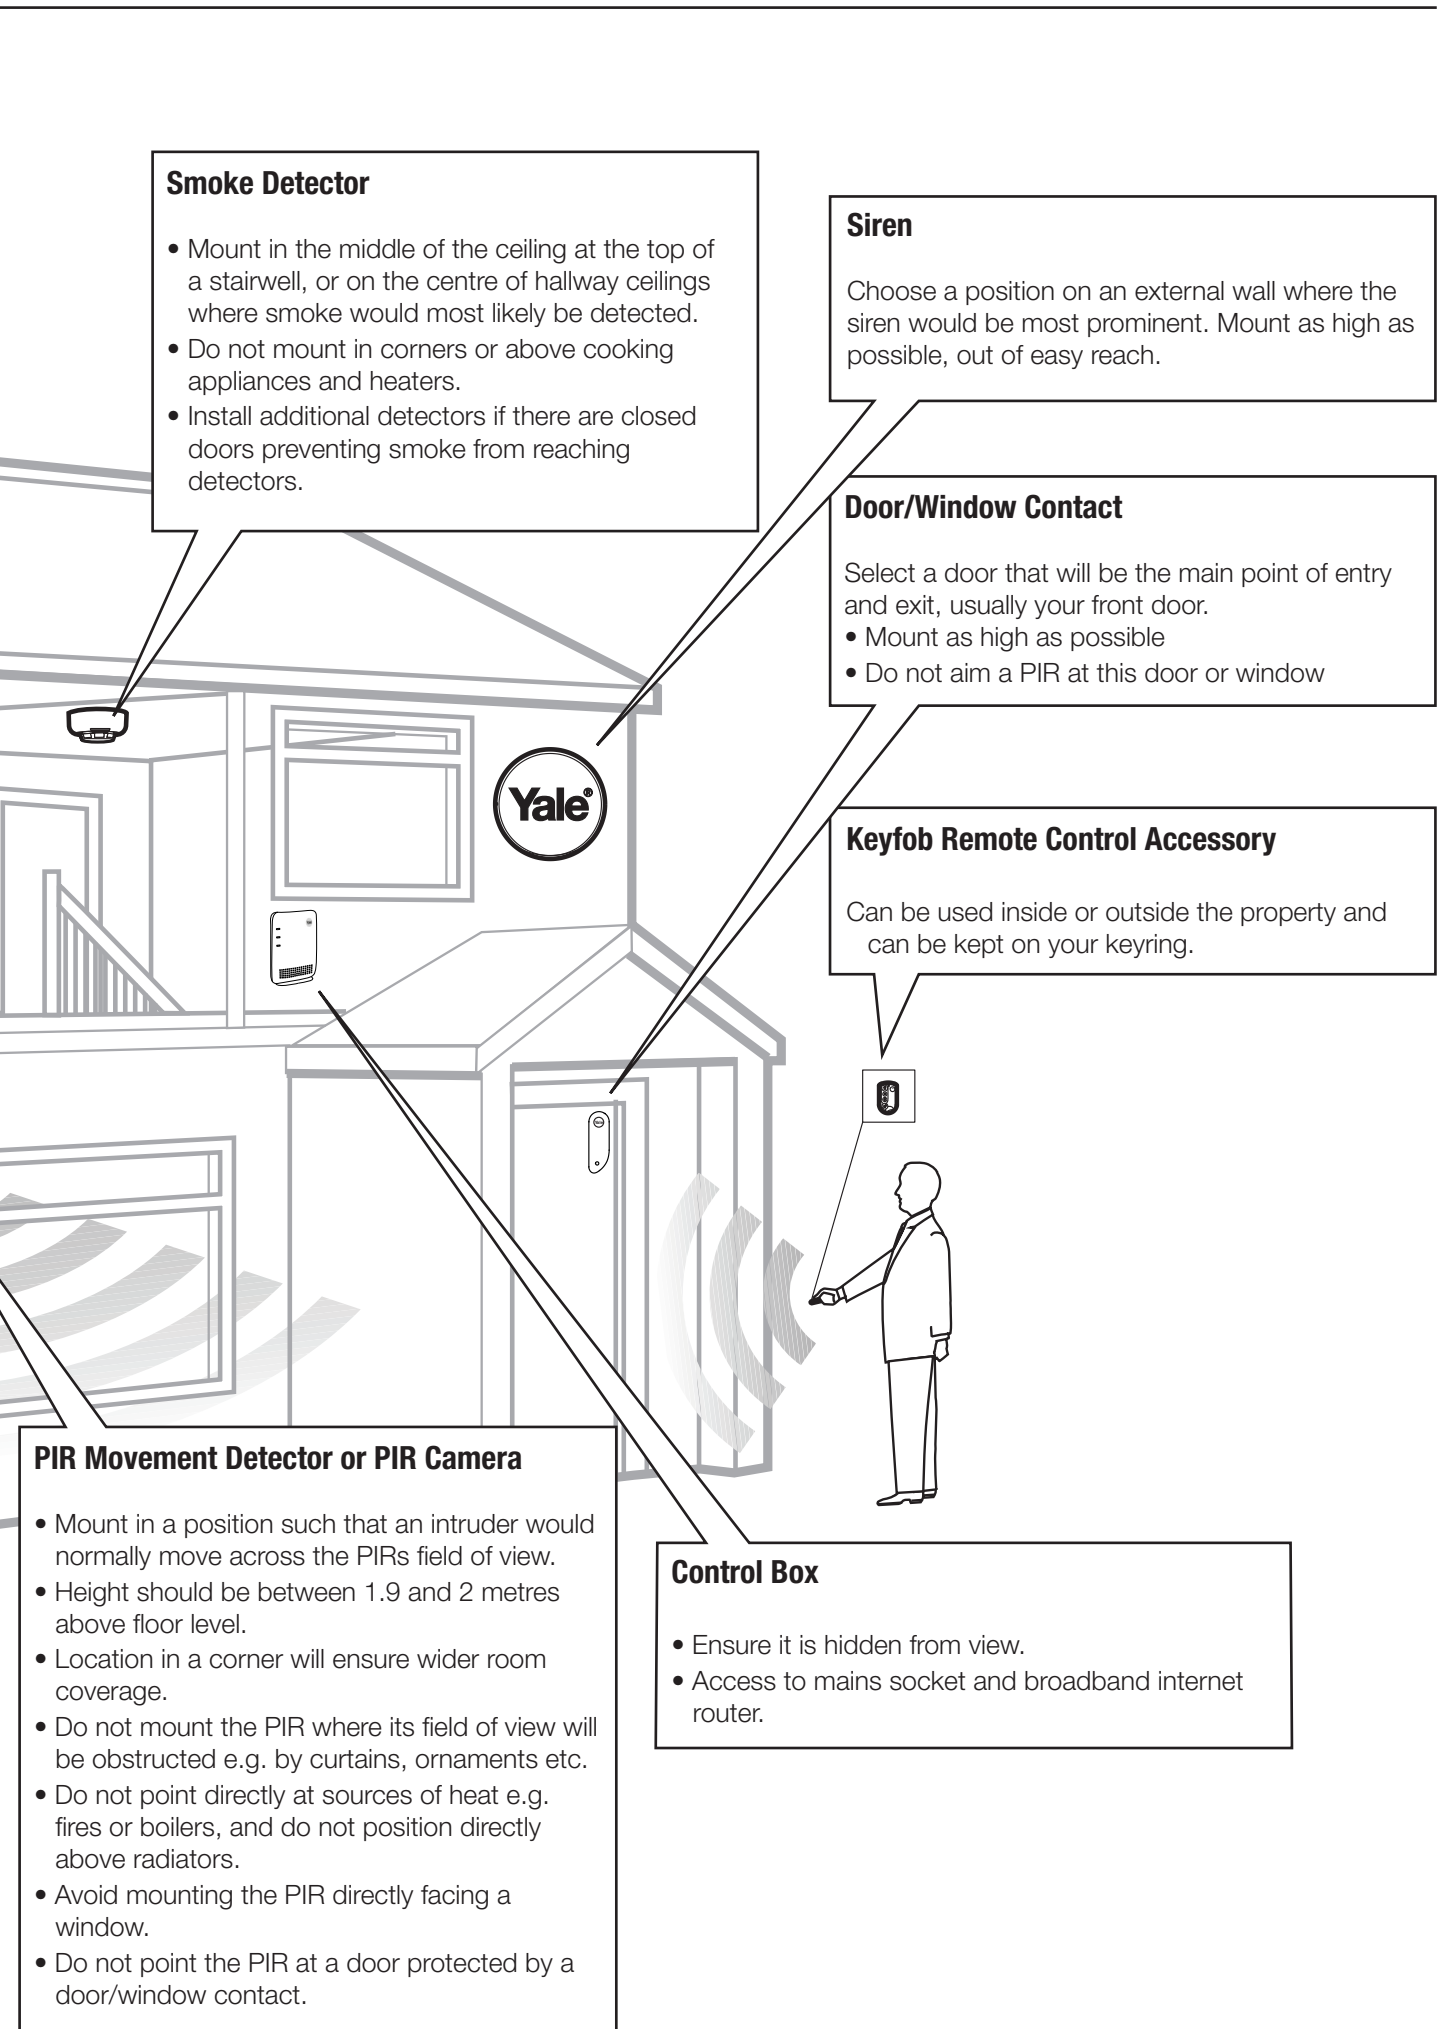 Smoke Detector
• Mount in the middle of the ceiling at the top of
a stairwell, or on the centre of hallway ceilings
where smoke would most likely be detected.
• Do not mount in corners or above cooking
appliances and heaters.
• Install additional detectors if there are closed
doors preventing smoke from reaching
detectors.
Siren
Choose a position on an external wall where the
siren would be most prominent. Mount as high as
possible, out of easy reach.
Door/Window Contact
Select a door that will be the main point of entry
and exit, usually your front door.
• Mount as high as possible
• Do not aim a PIR at this door or window
Yale®
Keyfob Remote Control Accessory
Can be used inside or outside the property and
can be kept on your keyring.
PIR Movement Detector or PIR Camera
• Mount in a position such that an intruder would
normally move across the PIRs field of view.
• Height should be between 1.9 and 2 metres
above floor level.
• Location in a corner will ensure wider room
coverage.
• Do not mount the PIR where its field of view will
be obstructed e.g. by curtains, ornaments etc.
• Do not point directly at sources of heat e.g.
fires or boilers, and do not position directly
above radiators.
• Avoid mounting the PIR directly facing a
window.
• Do not point the PIR at a door protected by a
door/window contact.
Control Box
• Ensure it is hidden from view.
• Access to mains socket and broadband internet
router.